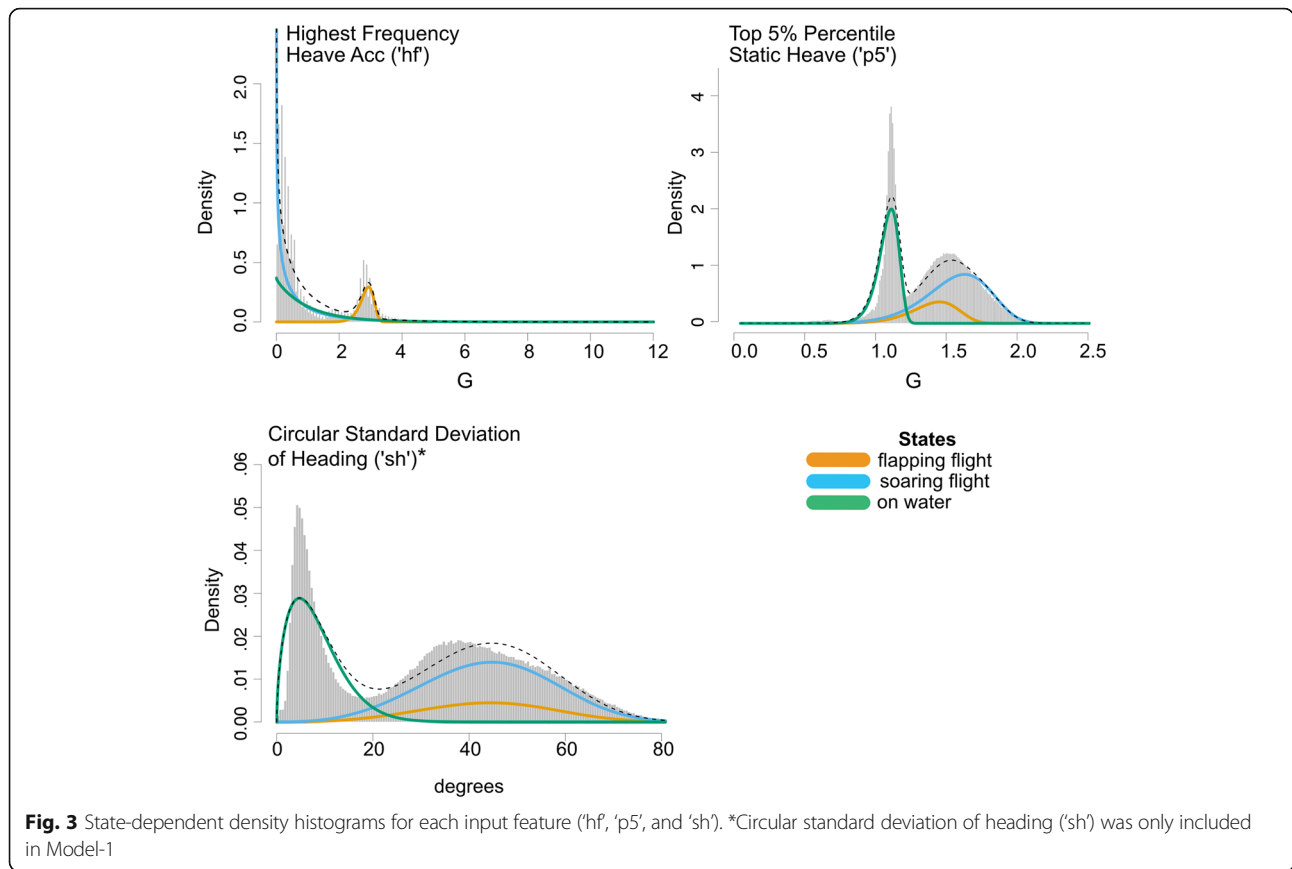 Highest Frequency
Heave Acc ('hf')
Density
0.0 0.5 1.0 1.5 2.0
0 2 4 6 8 10 12
G
Top 5% Percentile
Static Heave ('p5')
Density
0 1 2 3 4
0.0 0.5 1.0 1.5 2.0 2.5
G
Circular Standard Deviation
of Heading ('sh')*
Density
0.00 .01 .02 .03 .04 .05 .06
0 20 40 60 80
degrees
States
flapping flight
soaring flight
on water
Fig. 3 State-dependent density histograms for each input feature ('hf', 'p5', and 'sh'). *Circular standard deviation of heading ('sh') was only included
in Model-1